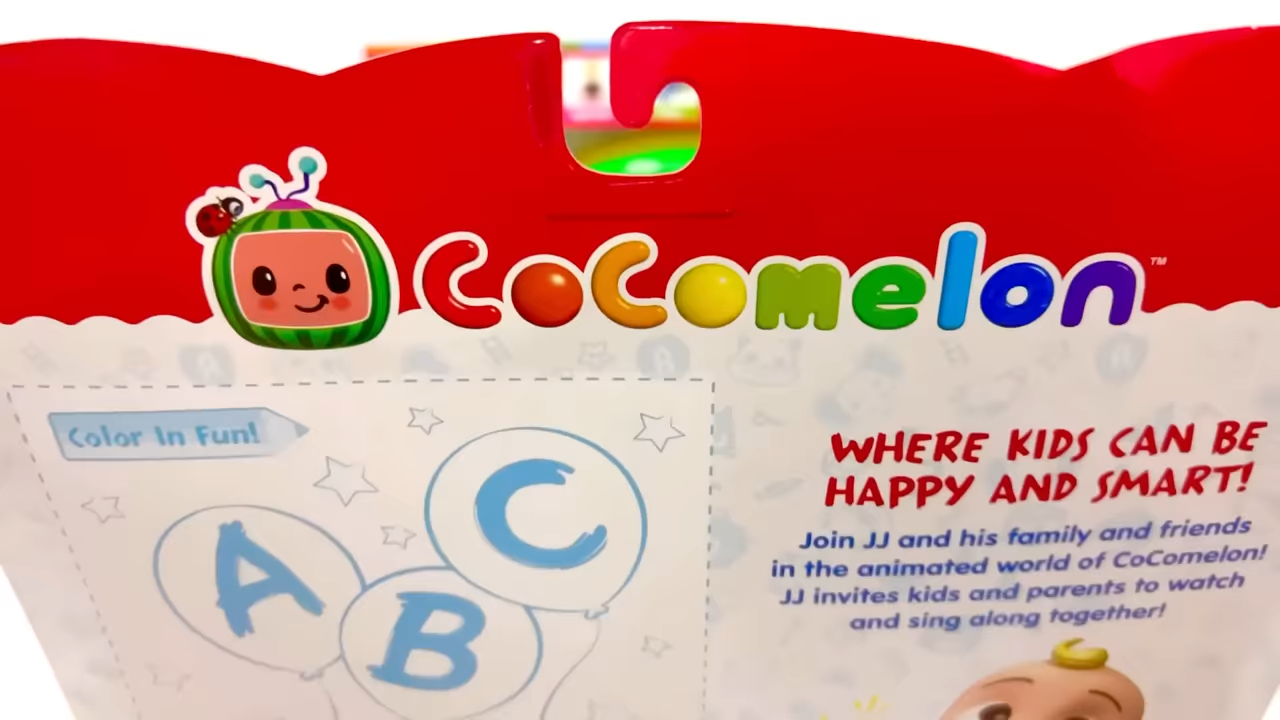 CoComelon™
Color In Fun!
A
B
C
WHERE KIDS CAN BE
HAPPY AND SMART!
Join JJ and his family and friends
in the animated world of CoComelon!
JJ invites kids and parents to watch
and sing along together!